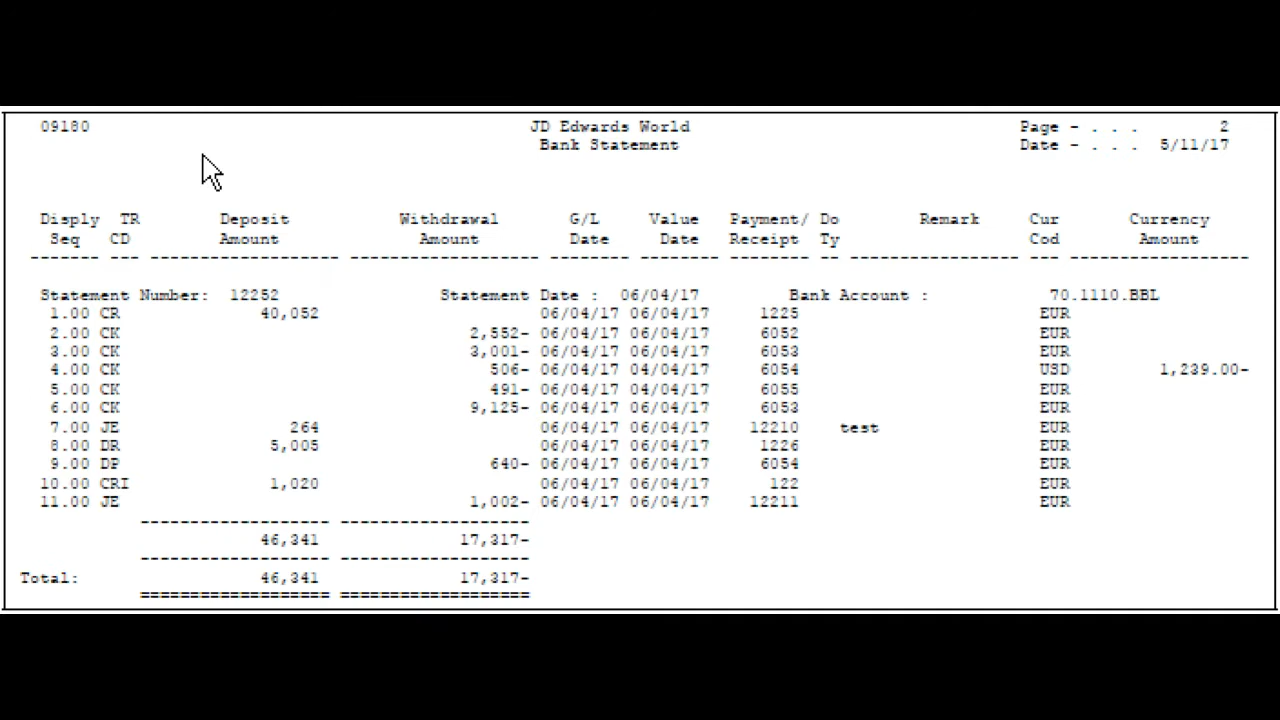 09180 JD Edwards World Page - . . . 2
Bank Statement Date - . . . 5/11/17
Disply TR Deposit Withdrawal G/L Value Payment/ Do Remark Cur Currency
Seq CD Amount Amount Date Date Receipt Ty Cod Amount
------- --- ------------------- ------------------- -------- -------- -------- -- ----------------- --- ------------------
Statement Number: 12252 Statement Date : 06/04/17 Bank Account : 70.1110.BBL
1.00 CR 40,052 06/04/17 06/04/17 1225 EUR
2.00 CK 2,552- 06/04/17 06/04/17 6052 EUR
3.00 CK 3,001- 06/04/17 06/04/17 6053 EUR
4.00 CK 506- 06/04/17 04/04/17 6054 USD 1,239.00-
5.00 CK 491- 06/04/17 04/04/17 6055 EUR
6.00 CK 9,125- 06/04/17 06/04/17 6053 EUR
7.00 JE 264 06/04/17 06/04/17 12210 test EUR
8.00 DR 5,005 06/04/17 06/04/17 1226 EUR
9.00 DP 640- 06/04/17 06/04/17 6054 EUR
10.00 CRI 1,020 06/04/17 06/04/17 122 EUR
11.00 JE 1,002- 06/04/17 06/04/17 12211 EUR
------------------- -------------------
46,341 17,317-
------------------- -------------------
Total: 46,341 17,317-
=================== ===================